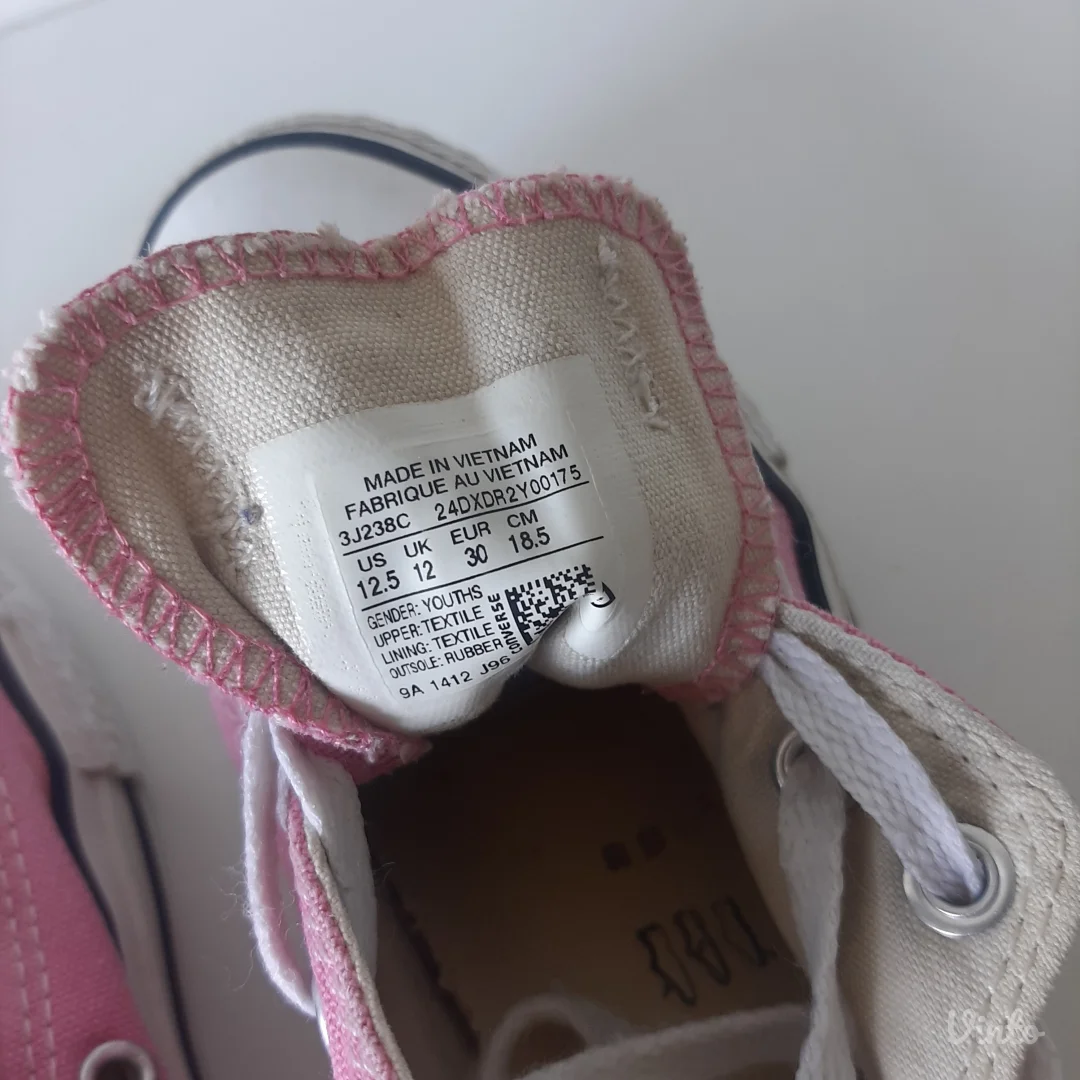 MADE IN VIETNAM
FABRIQUE AU VIETNAM
3J238C 24DXDR2Y00175
US UK EUR CM
12.5 12 30 18.5
GENDER: YOUTHS
UPPER: TEXTILE
LINING: TEXTILE
OUTSOLE: RUBBER
CONVERSE
9A 1412 J96